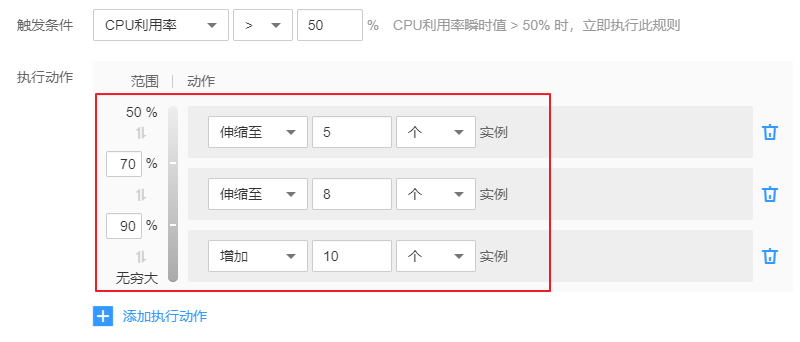 触发条件 CPU利用率 > 50 % CPU利用率瞬时值 > 50% 时，立即执行此规则
执行动作 范围 动作
50 %
伸缩至 5 个 实例
70 %
伸缩至 8 个 实例
90 %
增加 10 个 实例
无穷大
添加执行动作